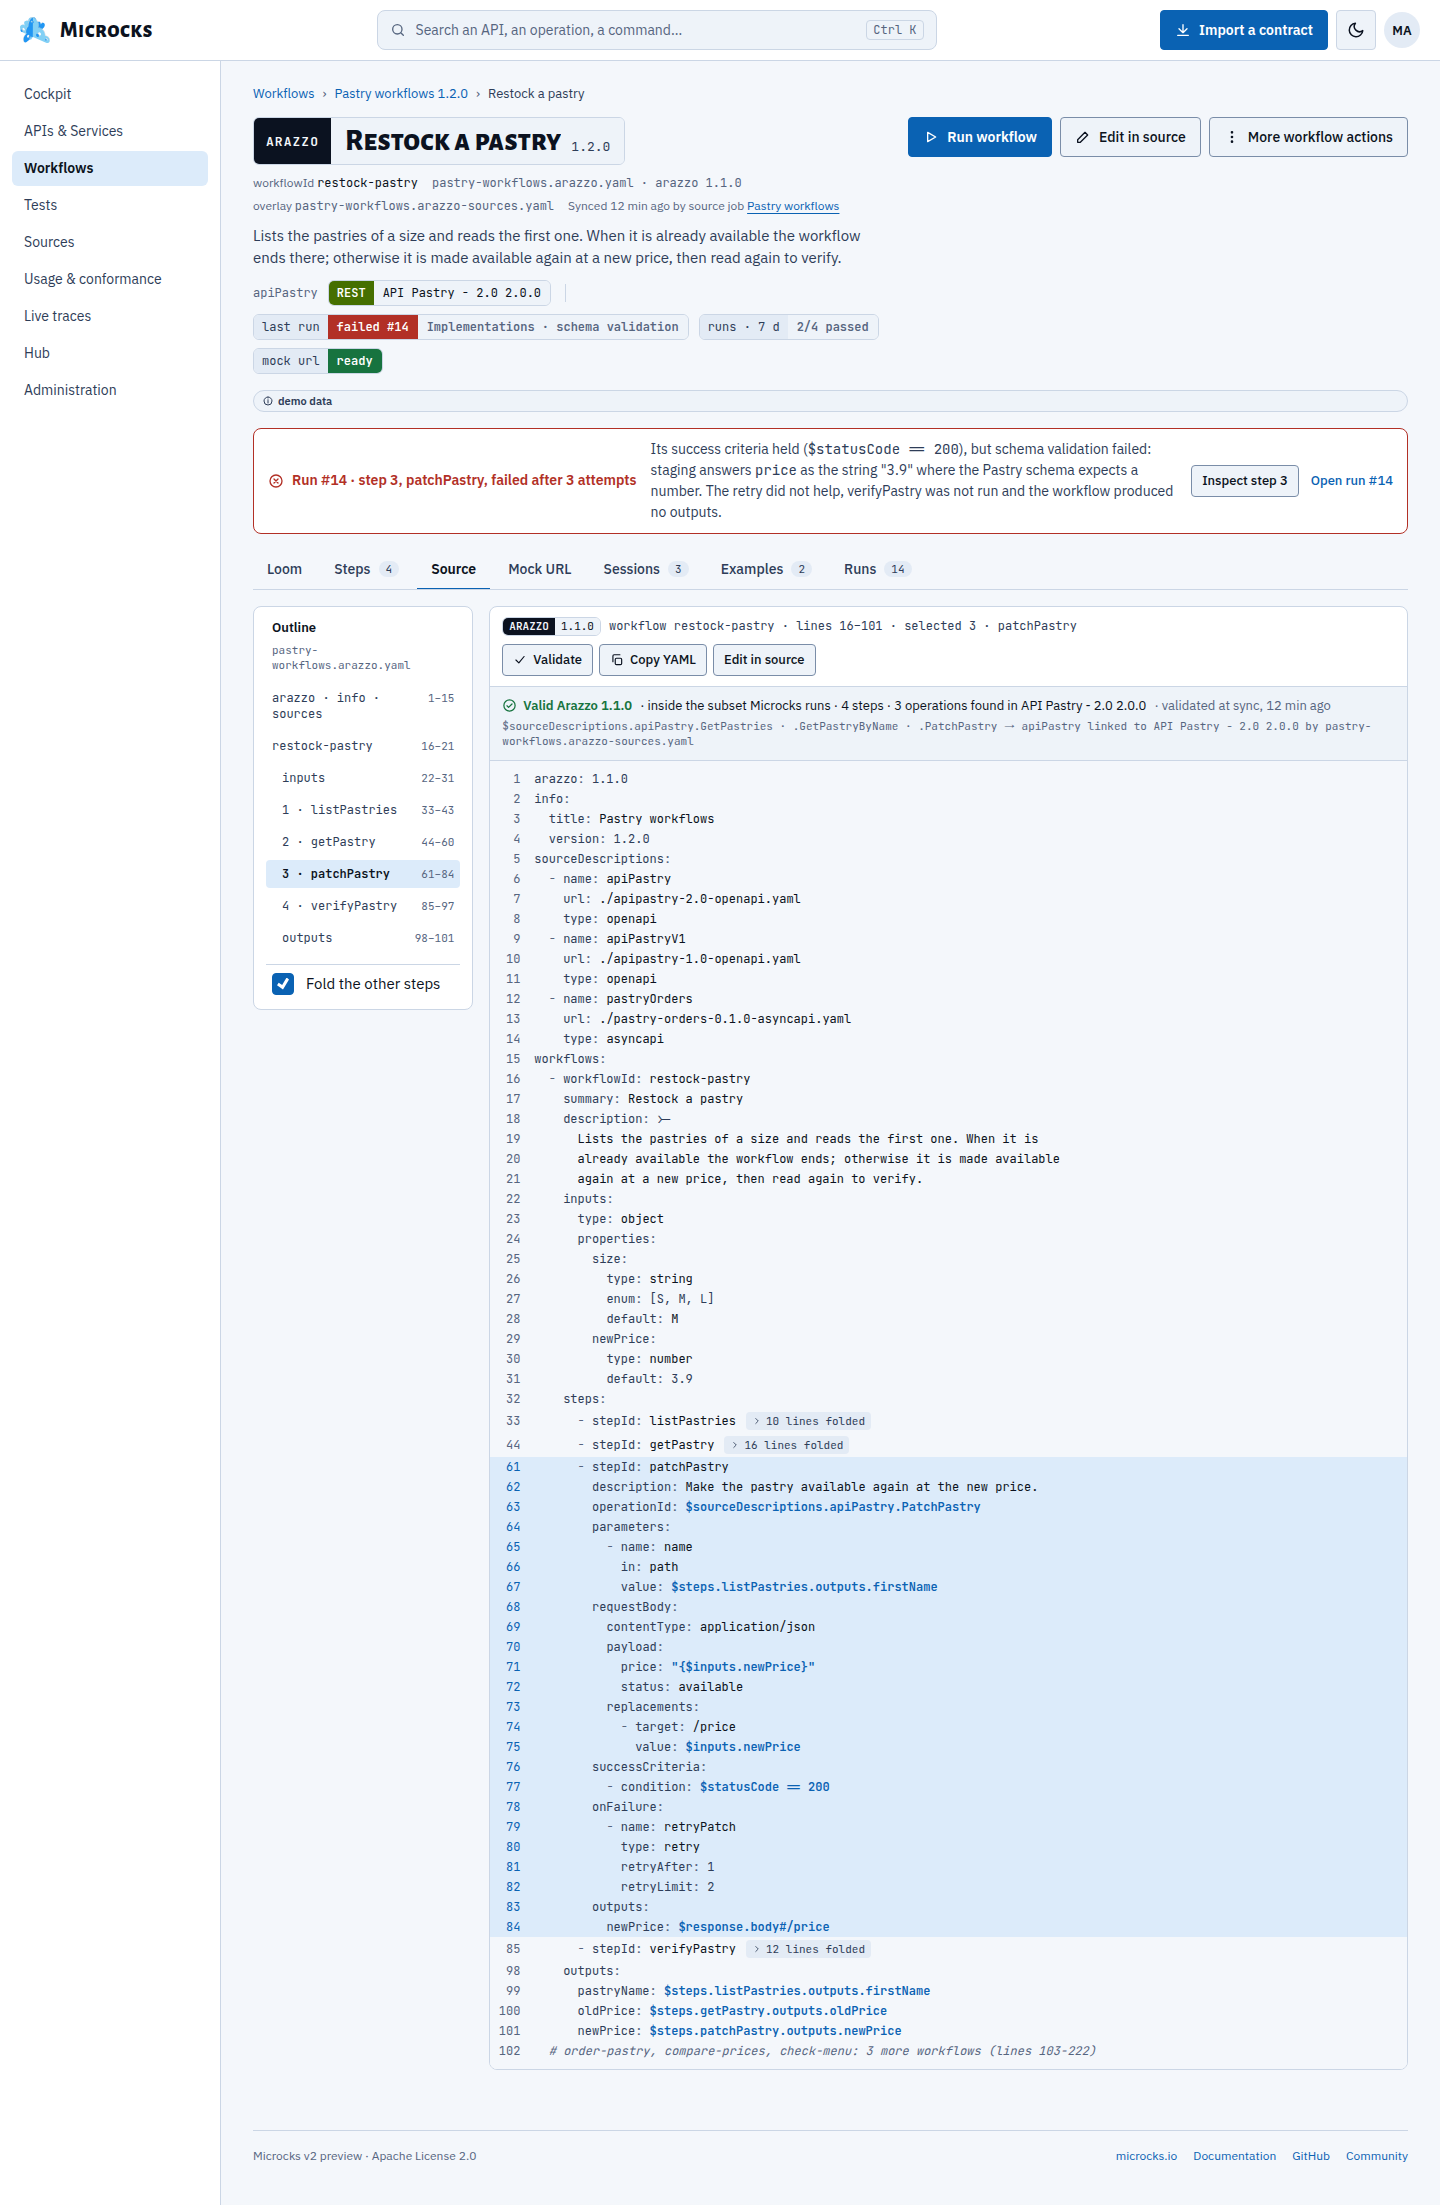 Microcks
Search an API, an operation, a command...
Ctrl K
Import a contract
MA
Cockpit
APIs & Services
Workflows
Tests
Sources
Usage & conformance
Live traces
Hub
Administration
Workflows › Pastry workflows 1.2.0 › Restock a pastry
ARAZZO Restock a pastry 1.2.0
Run workflow
Edit in source
More workflow actions
workflowId restock-pastry pastry-workflows.arazzo.yaml · arazzo 1.1.0
overlay pastry-workflows.arazzo-sources.yaml Synced 12 min ago by source job Pastry workflows
Lists the pastries of a size and reads the first one. When it is already available the workflow
ends there; otherwise it is made available again at a new price, then read again to verify.
apiPastry REST API Pastry - 2.0 2.0.0
last run failed #14 Implementations · schema validation runs · 7 d 2/4 passed
mock url ready
demo data
Run #14 · step 3, patchPastry, failed after 3 attempts
Its success criteria held ($statusCode == 200), but schema validation failed:
staging answers price as the string "3.9" where the Pastry schema expects a
number. The retry did not help, verifyPastry was not run and the workflow produced
no outputs.
Inspect step 3
Open run #14
Loom
Steps 4
Source
Mock URL
Sessions 3
Examples 2
Runs 14
Outline
pastry-
workflows.arazzo.yaml
arazzo · info · 1–15
sources
restock-pastry 16–21
inputs 22–31
1 · listPastries 33–43
2 · getPastry 44–60
3 · patchPastry 61–84
4 · verifyPastry 85–97
outputs 98–101
Fold the other steps
ARAZZO 1.1.0 workflow restock-pastry · lines 16–101 · selected 3 · patchPastry
Validate
Copy YAML
Edit in source
Valid Arazzo 1.1.0 · inside the subset Microcks runs · 4 steps · 3 operations found in API Pastry - 2.0 2.0.0 · validated at sync, 12 min ago
$sourceDescriptions.apiPastry.GetPastries · .GetPastryByName · .PatchPastry → apiPastry linked to API Pastry - 2.0 2.0.0 by pastry-
workflows.arazzo-sources.yaml
1 arazzo: 1.1.0
2 info:
3 title: Pastry workflows
4 version: 1.2.0
5 sourceDescriptions:
6 - name: apiPastry
7 url: ./apipastry-2.0-openapi.yaml
8 type: openapi
9 - name: apiPastryV1
10 url: ./apipastry-1.0-openapi.yaml
11 type: openapi
12 - name: pastryOrders
13 url: ./pastry-orders-0.1.0-asyncapi.yaml
14 type: asyncapi
15 workflows:
16 - workflowId: restock-pastry
17 summary: Restock a pastry
18 description: >-
19 Lists the pastries of a size and reads the first one. When it is
20 already available the workflow ends; otherwise it is made available
21 again at a new price, then read again to verify.
22 inputs:
23 type: object
24 properties:
25 size:
26 type: string
27 enum: [S, M, L]
28 default: M
29 newPrice:
30 type: number
31 default: 3.9
32 steps:
33 - stepId: listPastries 10 lines folded
44 - stepId: getPastry 16 lines folded
61 - stepId: patchPastry
62 description: Make the pastry available again at the new price.
63 operationId: $sourceDescriptions.apiPastry.PatchPastry
64 parameters:
65 - name: name
66 in: path
67 value: $steps.listPastries.outputs.firstName
68 requestBody:
69 contentType: application/json
70 payload:
71 price: "{$inputs.newPrice}"
72 status: available
73 replacements:
74 - target: /price
75 value: $inputs.newPrice
76 successCriteria:
77 - condition: $statusCode == 200
78 onFailure:
79 - name: retryPatch
80 type: retry
81 retryAfter: 1
82 retryLimit: 2
83 outputs:
84 newPrice: $response.body#/price
85 - stepId: verifyPastry 12 lines folded
98 outputs:
99 pastryName: $steps.listPastries.outputs.firstName
100 oldPrice: $steps.getPastry.outputs.oldPrice
101 newPrice: $steps.patchPastry.outputs.newPrice
102 # order-pastry, compare-prices, check-menu: 3 more workflows (lines 103-222)
Microcks v2 preview · Apache License 2.0
microcks.io
Documentation
GitHub
Community